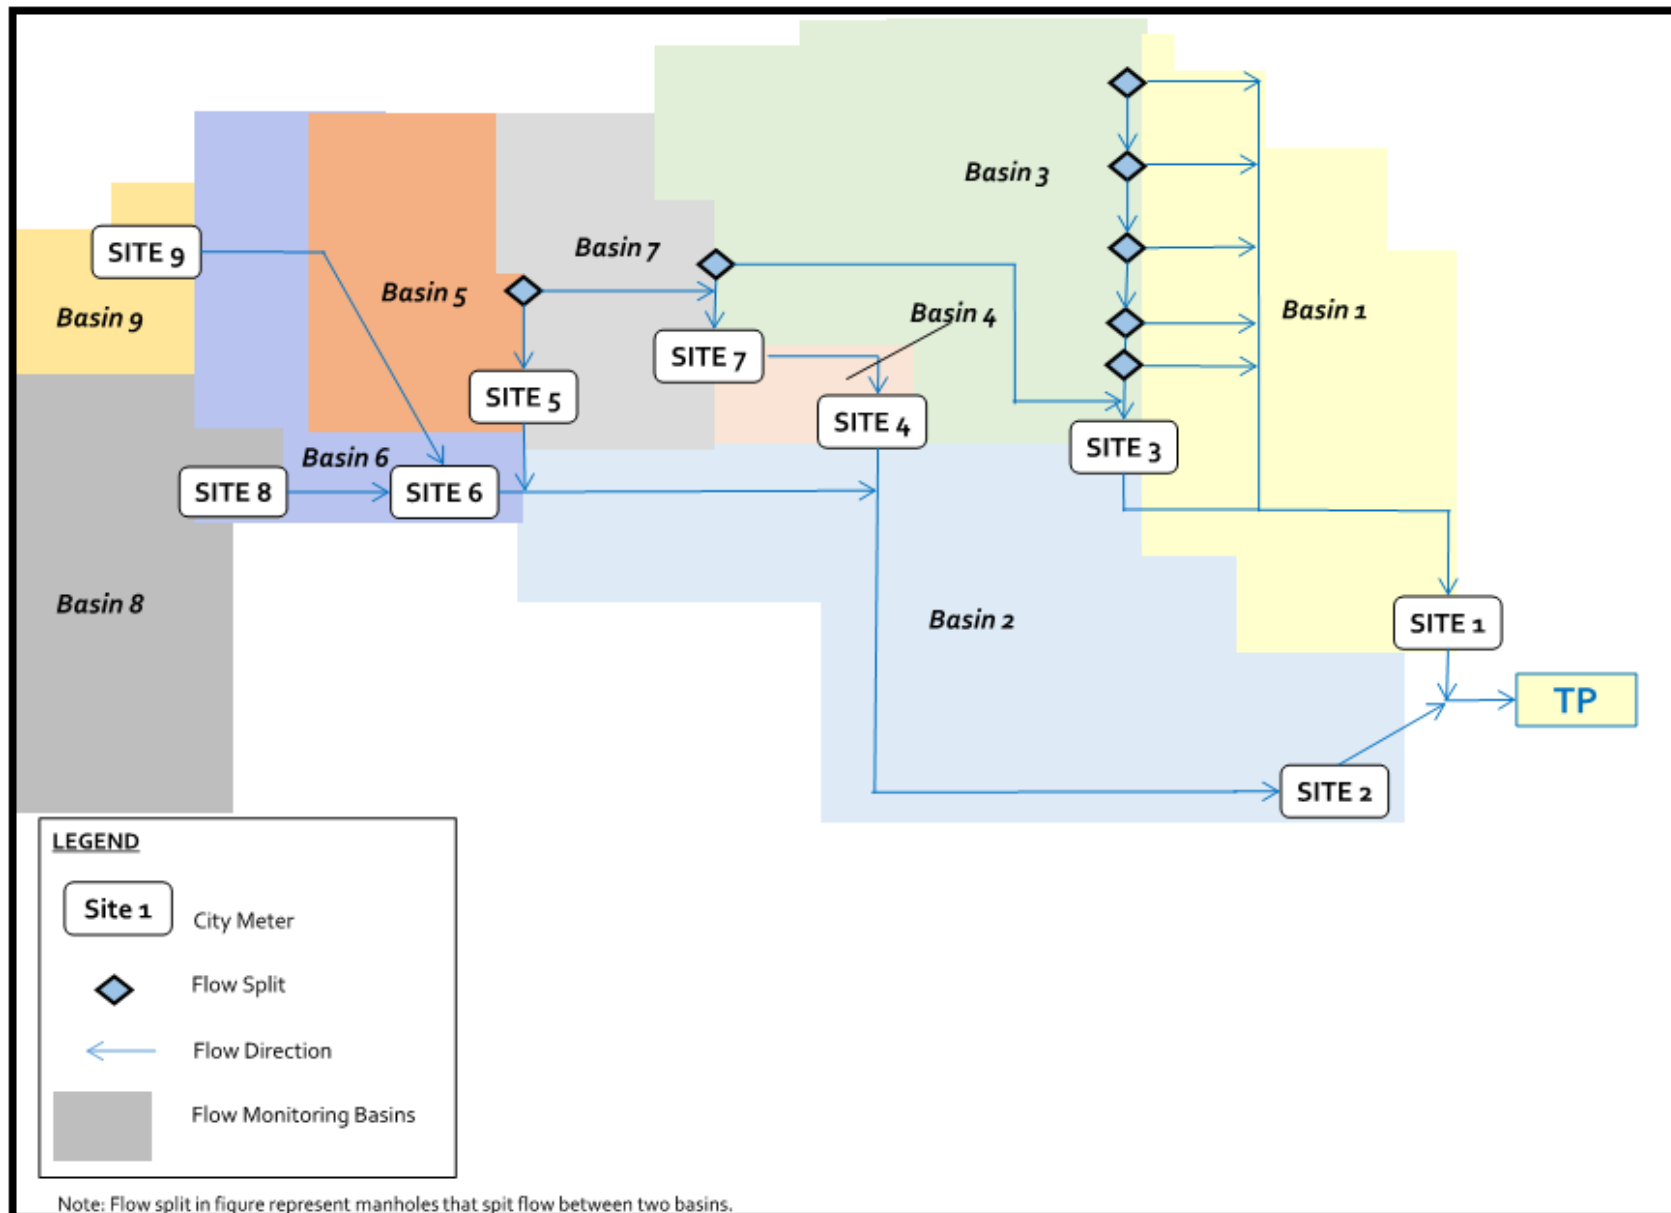 Basin 3
SITE 9
Basin 7
Basin 5
Basin 9
Basin 4
Basin 1
SITE 7
SITE 5
SITE 4
SITE 3
Basin 6
SITE 8
SITE 6
Basin 8
Basin 2
SITE 1
TP
SITE 2
LEGEND
Site 1
City Meter
Flow Split
Flow Direction
Flow Monitoring Basins
Note: Flow split in figure represent manholes that spit flow between two basins.